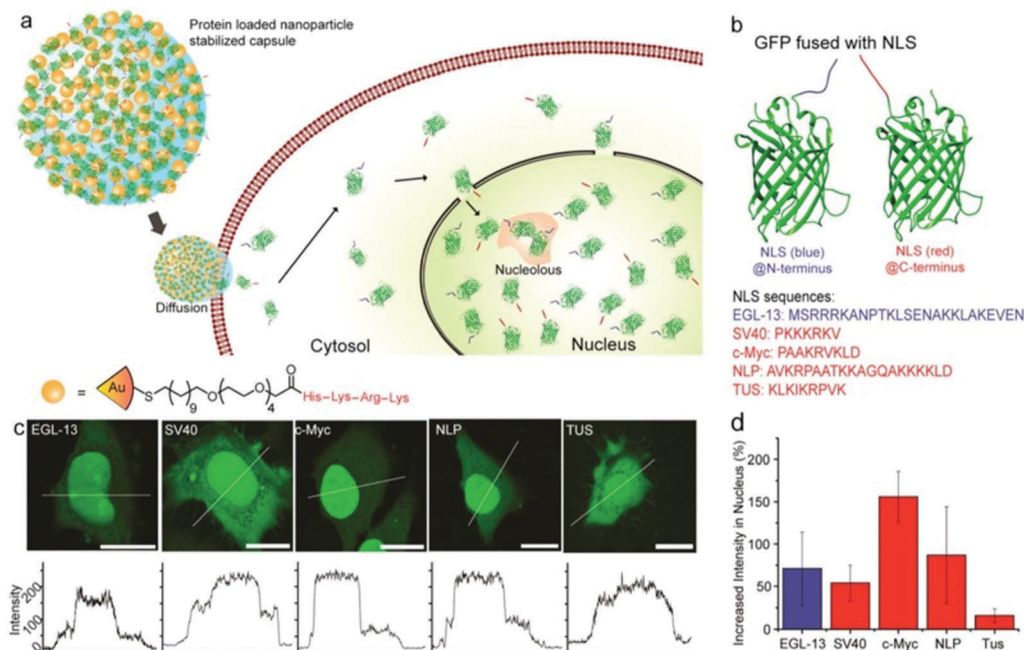 a
Protein loaded nanoparticle
stabilized capsule
Diffusion
Nucleolous
Cytosol
Nucleus
= Au S 9 O O 4 O His–Lys–Arg–Lys
b
GFP fused with NLS
NLS (blue)
@N-terminus
NLS (red)
@C-terminus
NLS sequences:
EGL-13: MSRRRKANPTKLSENAKKLAKEVEN
SV40: PKKKRKV
c-Myc: PAAKRVKLD
NLP: AVKRPAATKKAGQAKKKKLD
TUS: KLKIKRPVK
c
EGL-13
SV40
c-Myc
NLP
TUS
Intensity
200
100
0
d
Increased Intensity in Nucleus (%)
200
150
100
50
0
EGL-13
SV40
c-Myc
NLP
Tus